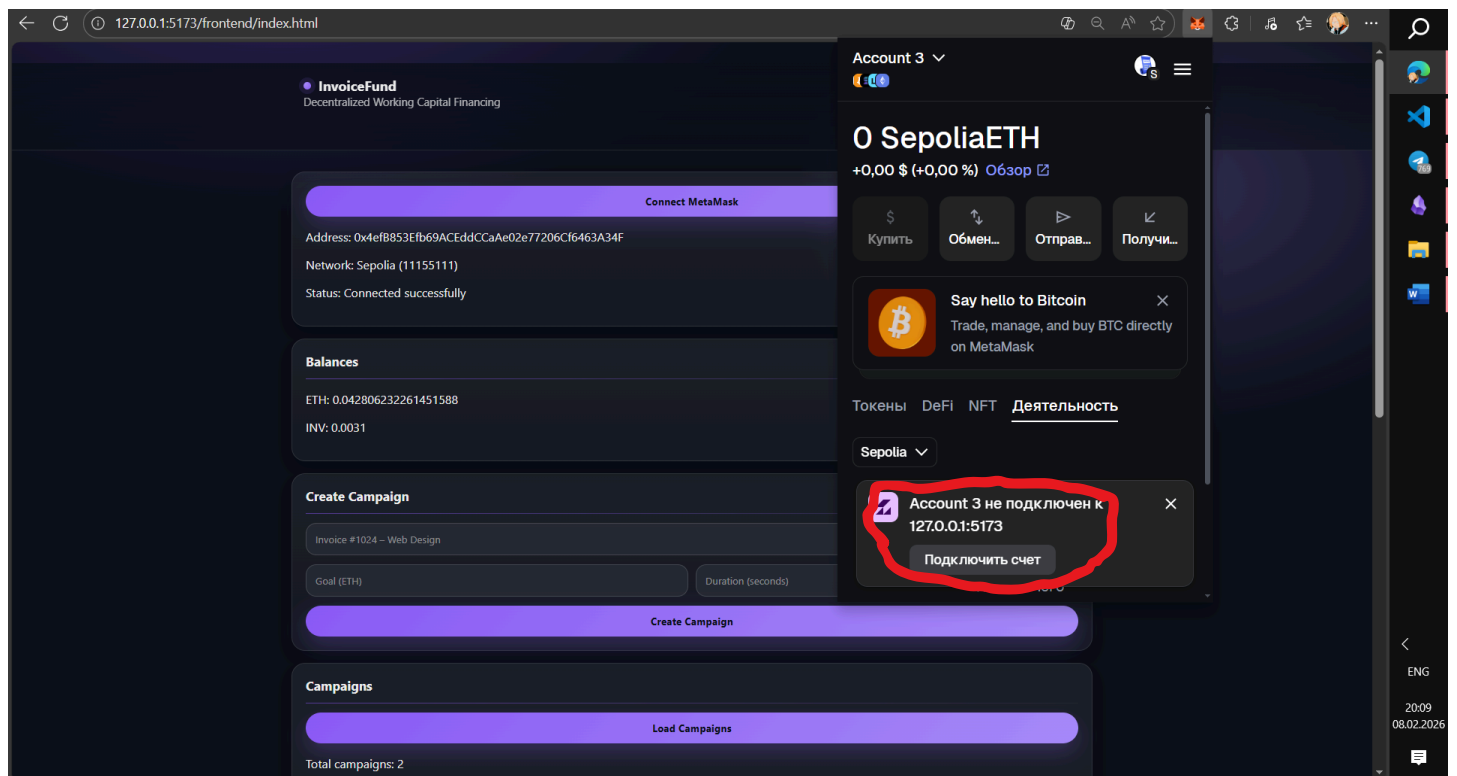 127.0.0.1:5173/frontend/index.html
InvoiceFund
Decentralized Working Capital Financing
Connect MetaMask
Address: 0x4efB853Efb69ACEddCCaAe02e77206Cf6463A34F
Network: Sepolia (11155111)
Status: Connected successfully
Balances
ETH: 0.042806232261451588
INV: 0.0031
Create Campaign
Invoice #1024 – Web Design
Goal (ETH)
Duration (seconds)
Create Campaign
Campaigns
Load Campaigns
Total campaigns: 2
Account 3
S
0 SepoliaETH
+0,00 $ (+0,00 %) Обзор
Купить
Обмен...
Отправ...
Получи...
Say hello to Bitcoin
Trade, manage, and buy BTC directly
on MetaMask
Токены DeFi NFT Деятельность
Sepolia
Account 3 не подключен к
127.0.0.1:5173
Подключить счет
769
ENG
20:09
08.02.2026